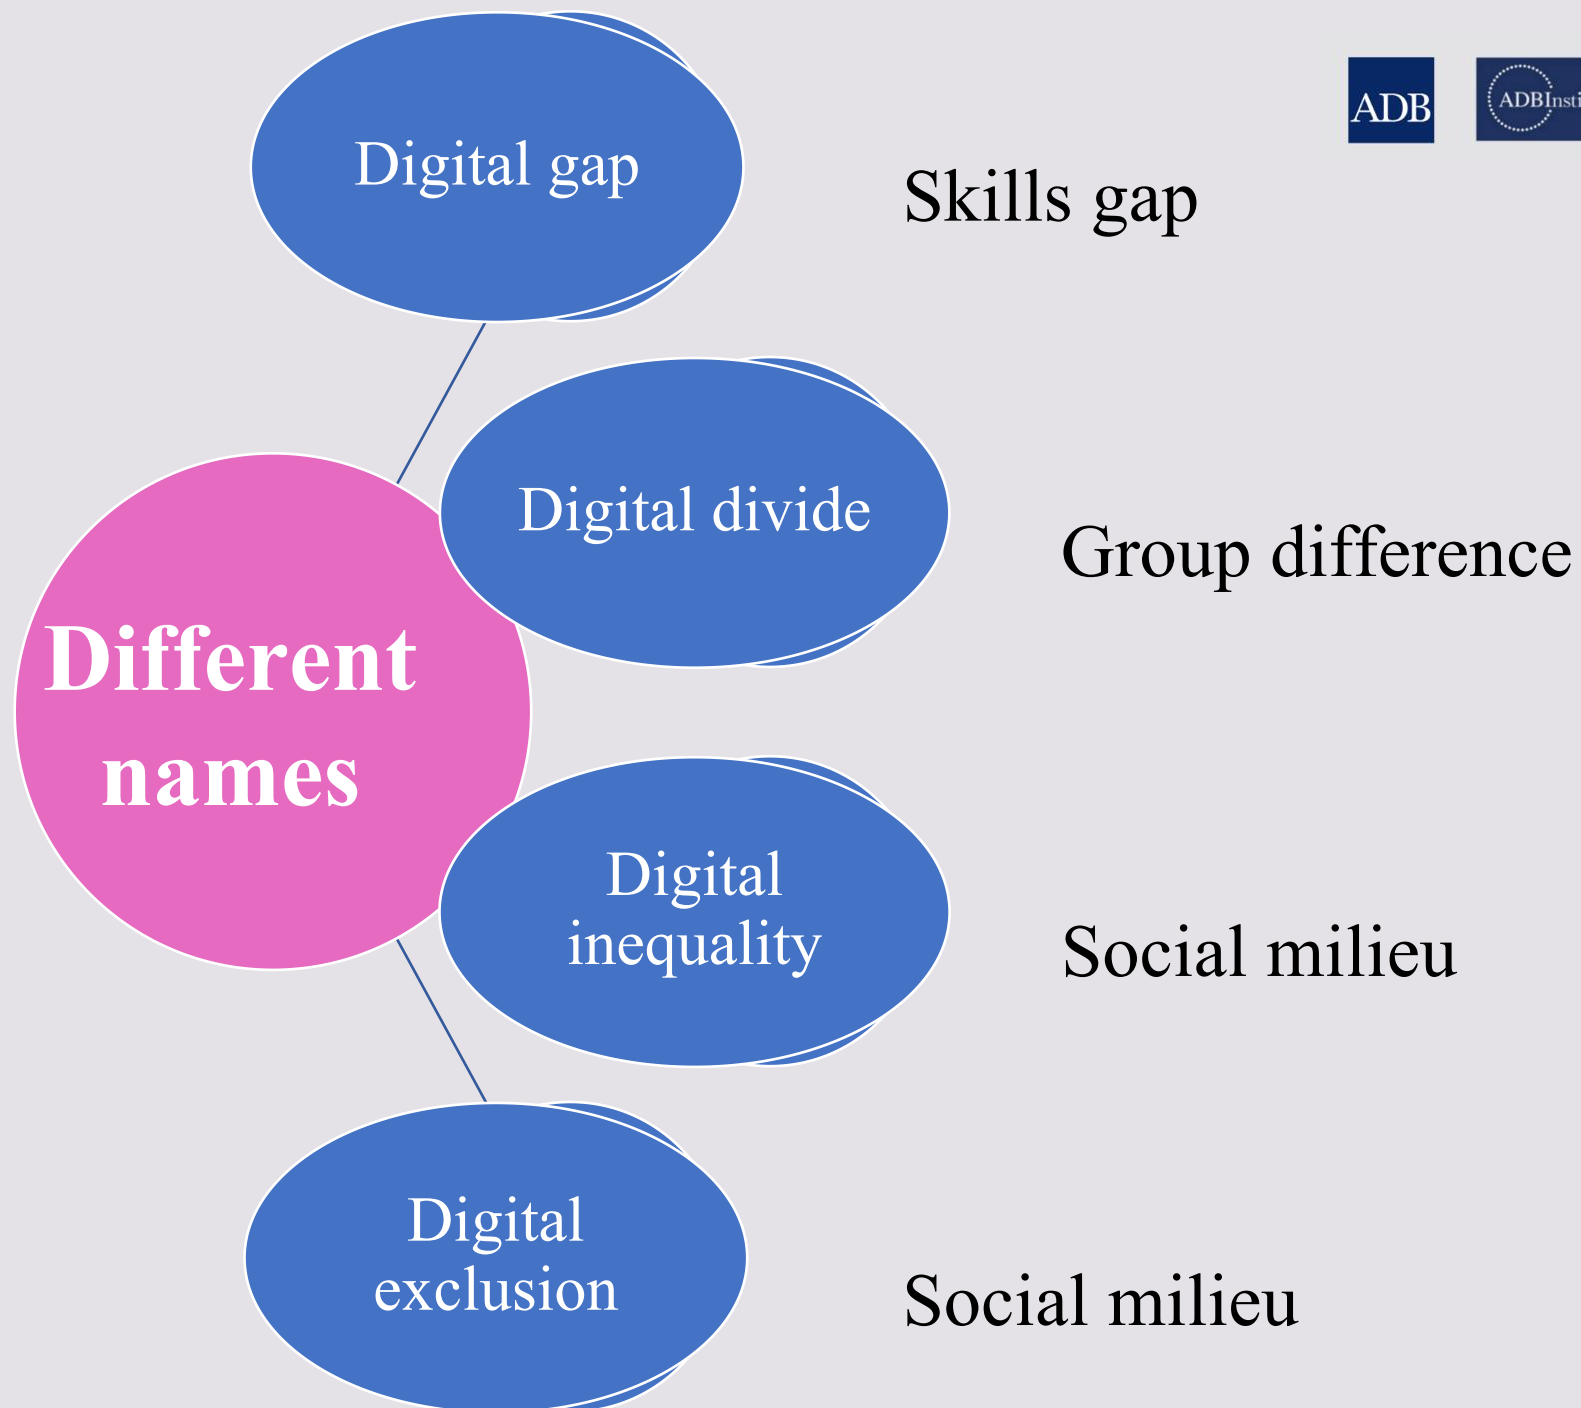 ADB
Digital gap
Skills gap
Digital divide
Group difference
Different
names
Digital
inequality
Social milieu
Digital
exclusion
Social milieu